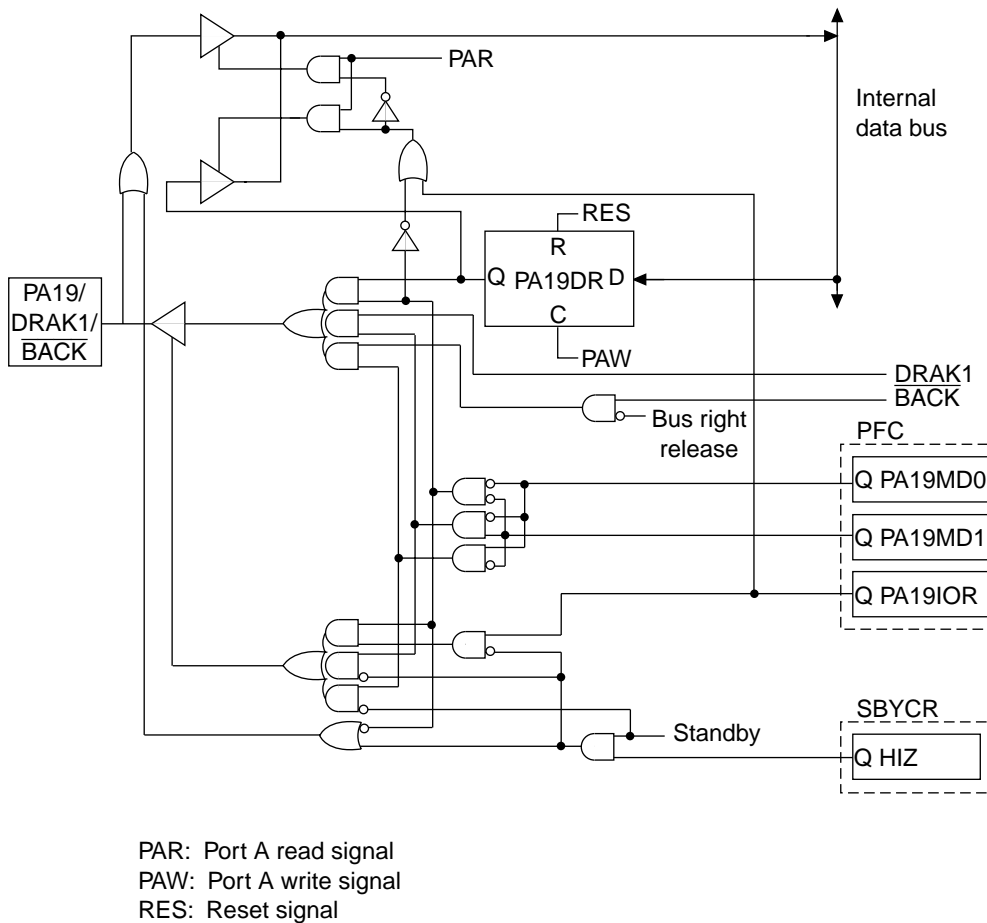 PAR
Internal
data bus
RES
R
Q PA19DR D
C
PAW
PA19/
DRAK1/
BACK
DRAK1
BACK
Bus right
release
PFC
Q PA19MD0
Q PA19MD1
Q PA19IOR
SBYCR
Standby
Q HIZ
PAR: Port A read signal
PAW: Port A write signal
RES: Reset signal